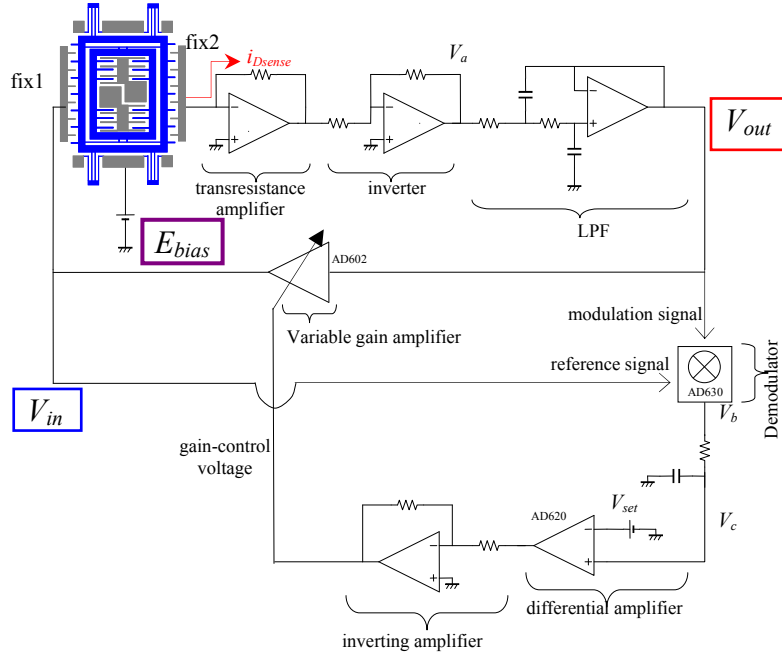 fix2
i_Dsense
V_a
fix1
V_out
transresistance
amplifier
inverter
LPF
E_bias
AD602
Variable gain amplifier
modulation signal
reference signal
AD630
Demodulator
V_in
V_b
gain-control
voltage
AD620
V_set
V_c
differential amplifier
inverting amplifier